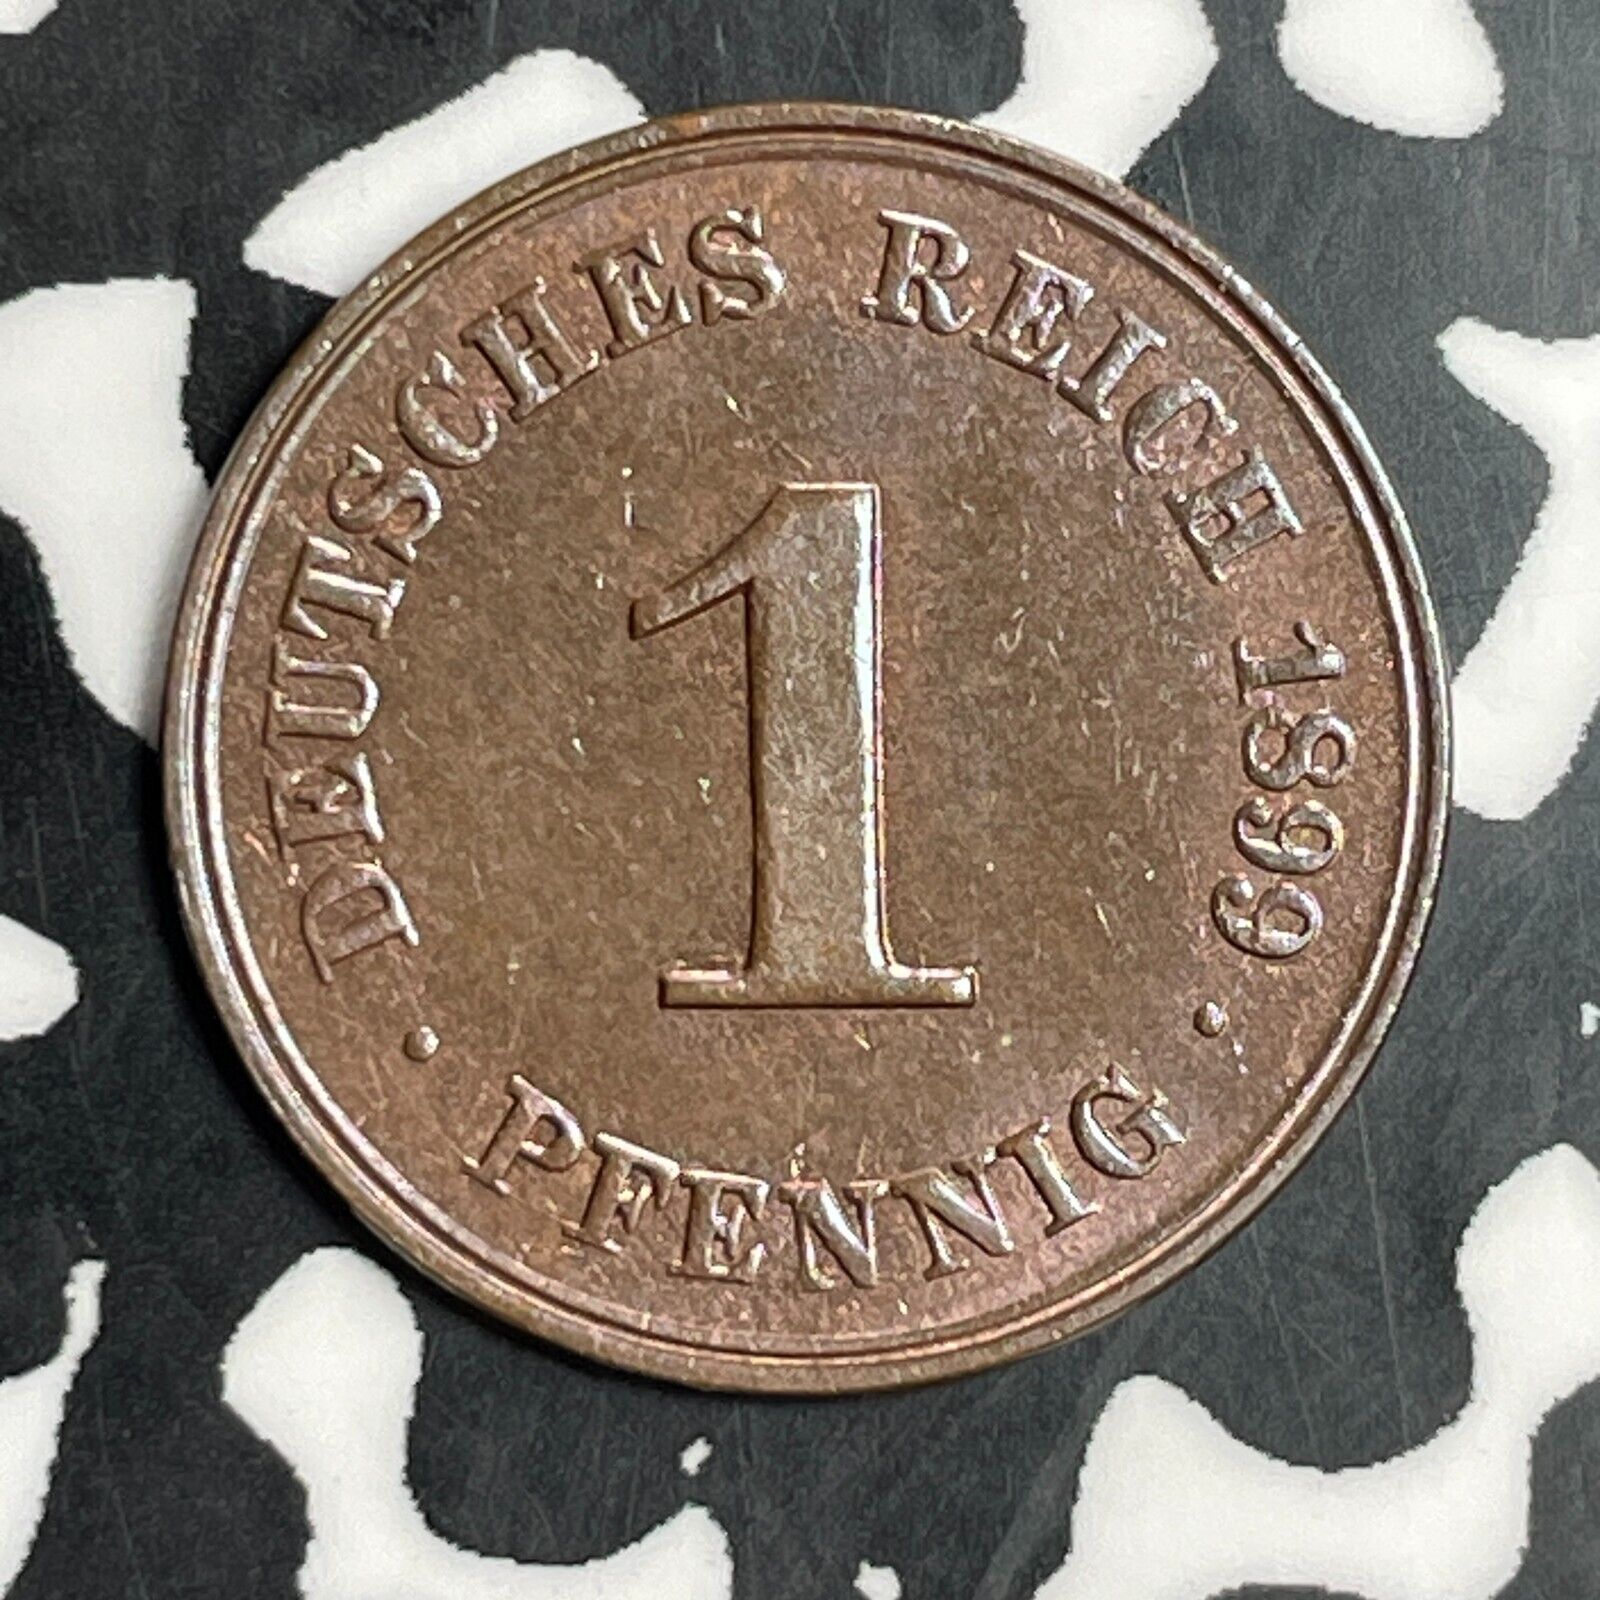 DEUTSCHES REICH 1899
1
· PFENNIG ·